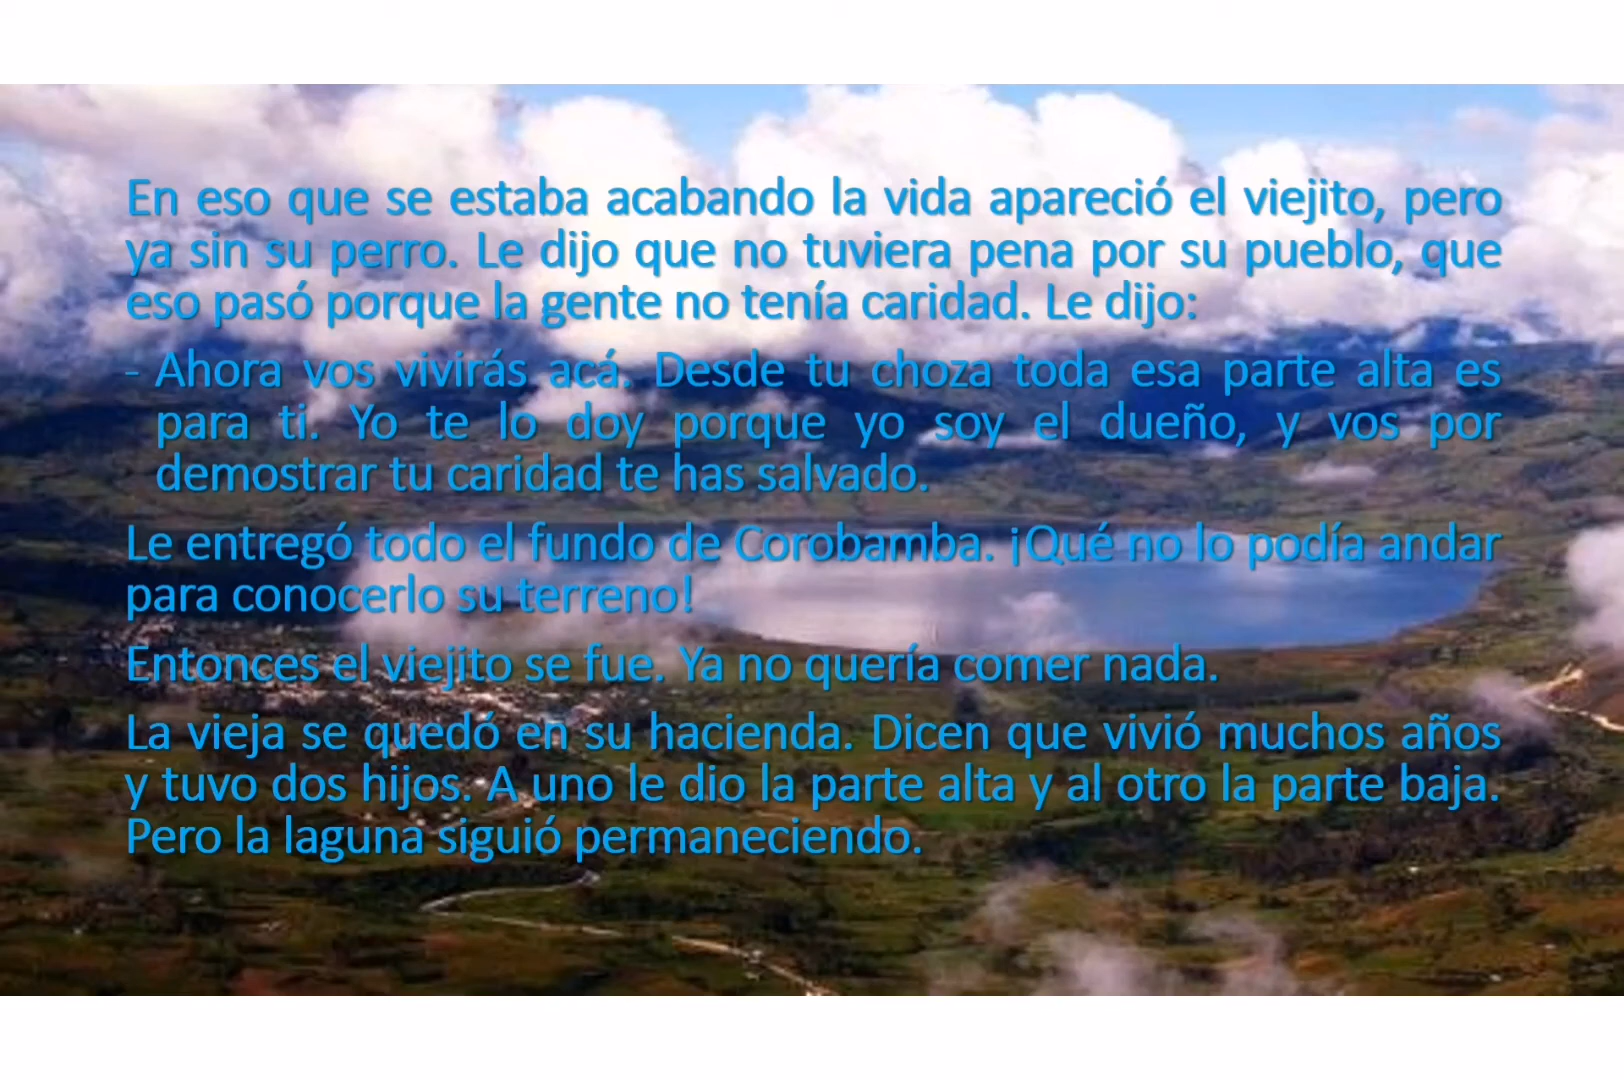 En eso que se estaba acabando la vida apareció el viejito, pero
ya sin su perro. Le dijo que no tuviera pena por su pueblo, que
eso pasó porque la gente no tenía caridad. Le dijo:
- Ahora vos vivirás acá. Desde tu choza toda esa parte alta es
para ti. Yo te lo doy porque yo soy el dueño, y vos por
demostrar tu caridad te has salvado.
Le entregó todo el fundo de Corobamba. ¡Qué no lo podía andar
para conocerlo su terreno!
Entonces el viejito se fue. Ya no quería comer nada.
La vieja se quedó en su hacienda. Dicen que vivió muchos años
y tuvo dos hijos. A uno le dio la parte alta y al otro la parte baja.
Pero la laguna siguió permaneciendo.